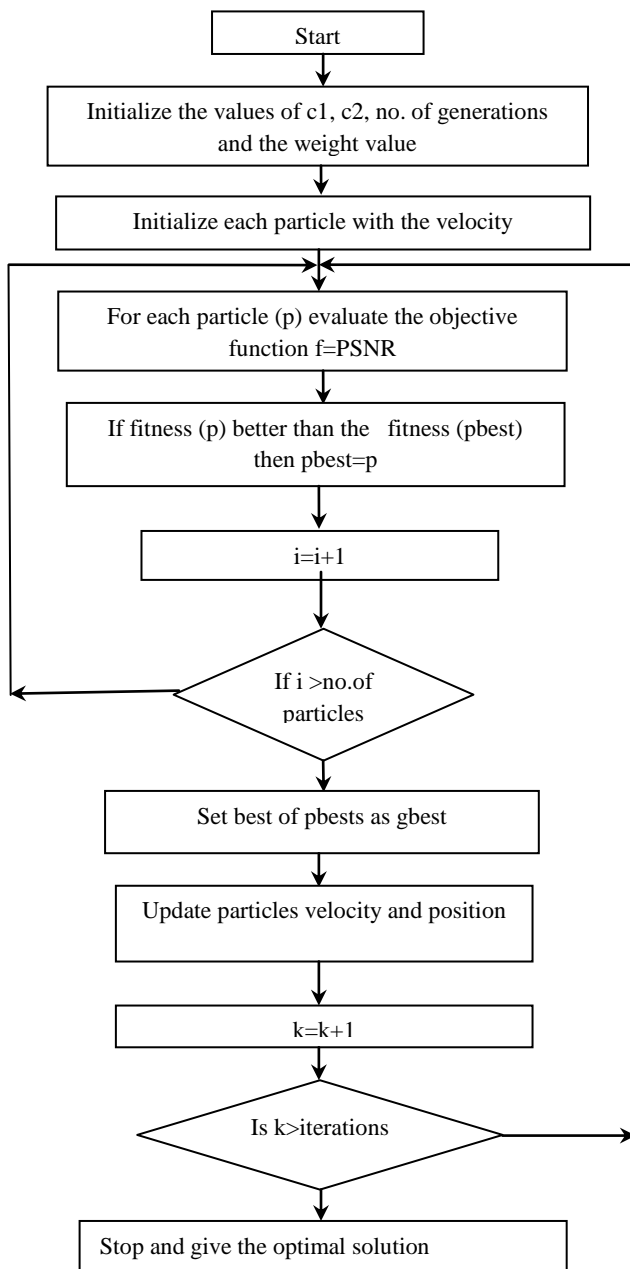 Start
Initialize the values of c1, c2, no. of generations
and the weight value
Initialize each particle with the velocity
For each particle (p) evaluate the objective
function f=PSNR
If fitness (p) better than the fitness (pbest)
then pbest=p
i=i+1
If i >no.of
particles
Set best of pbests as gbest
Update particles velocity and position
k=k+1
Is k>iterations
Stop and give the optimal solution